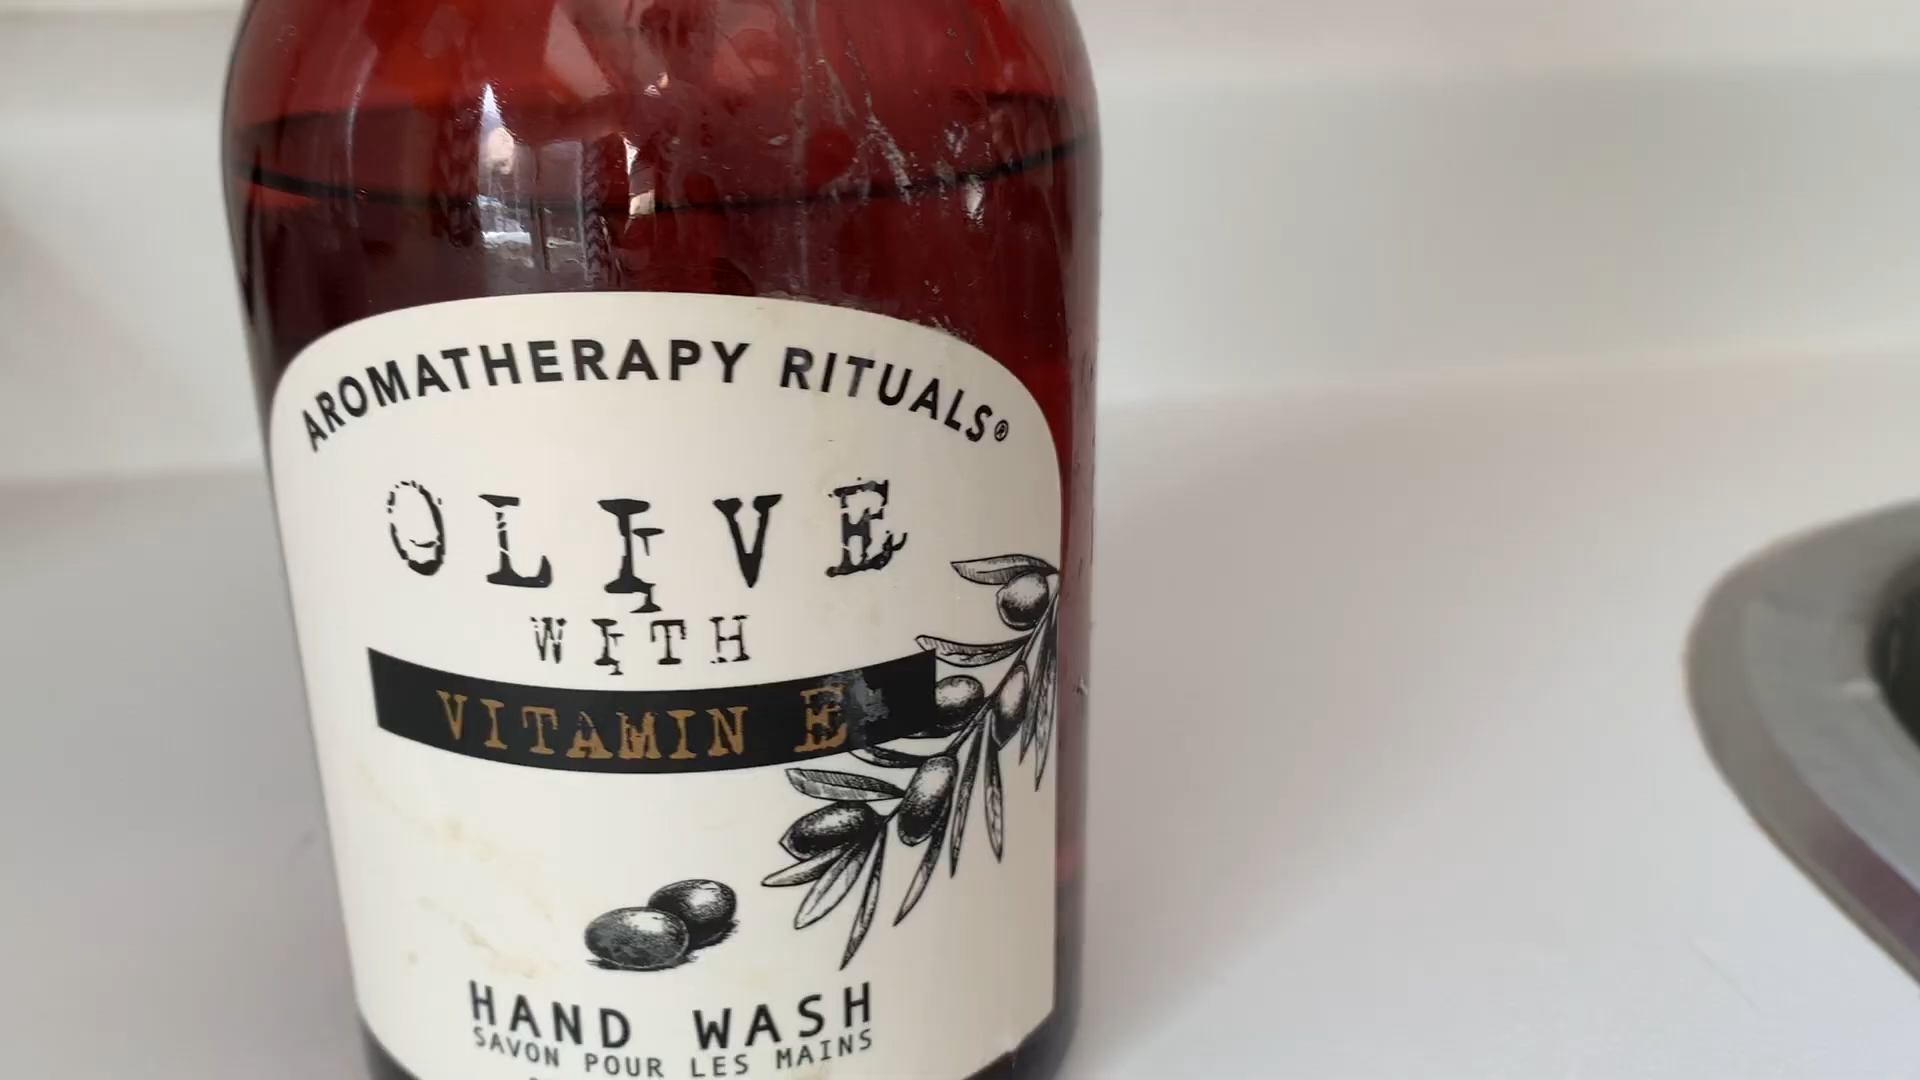 AROMATHERAPY RITUALS®
OLIVE
WITH
VITAMIN E
HAND WASH
SAVON POUR LES MAINS